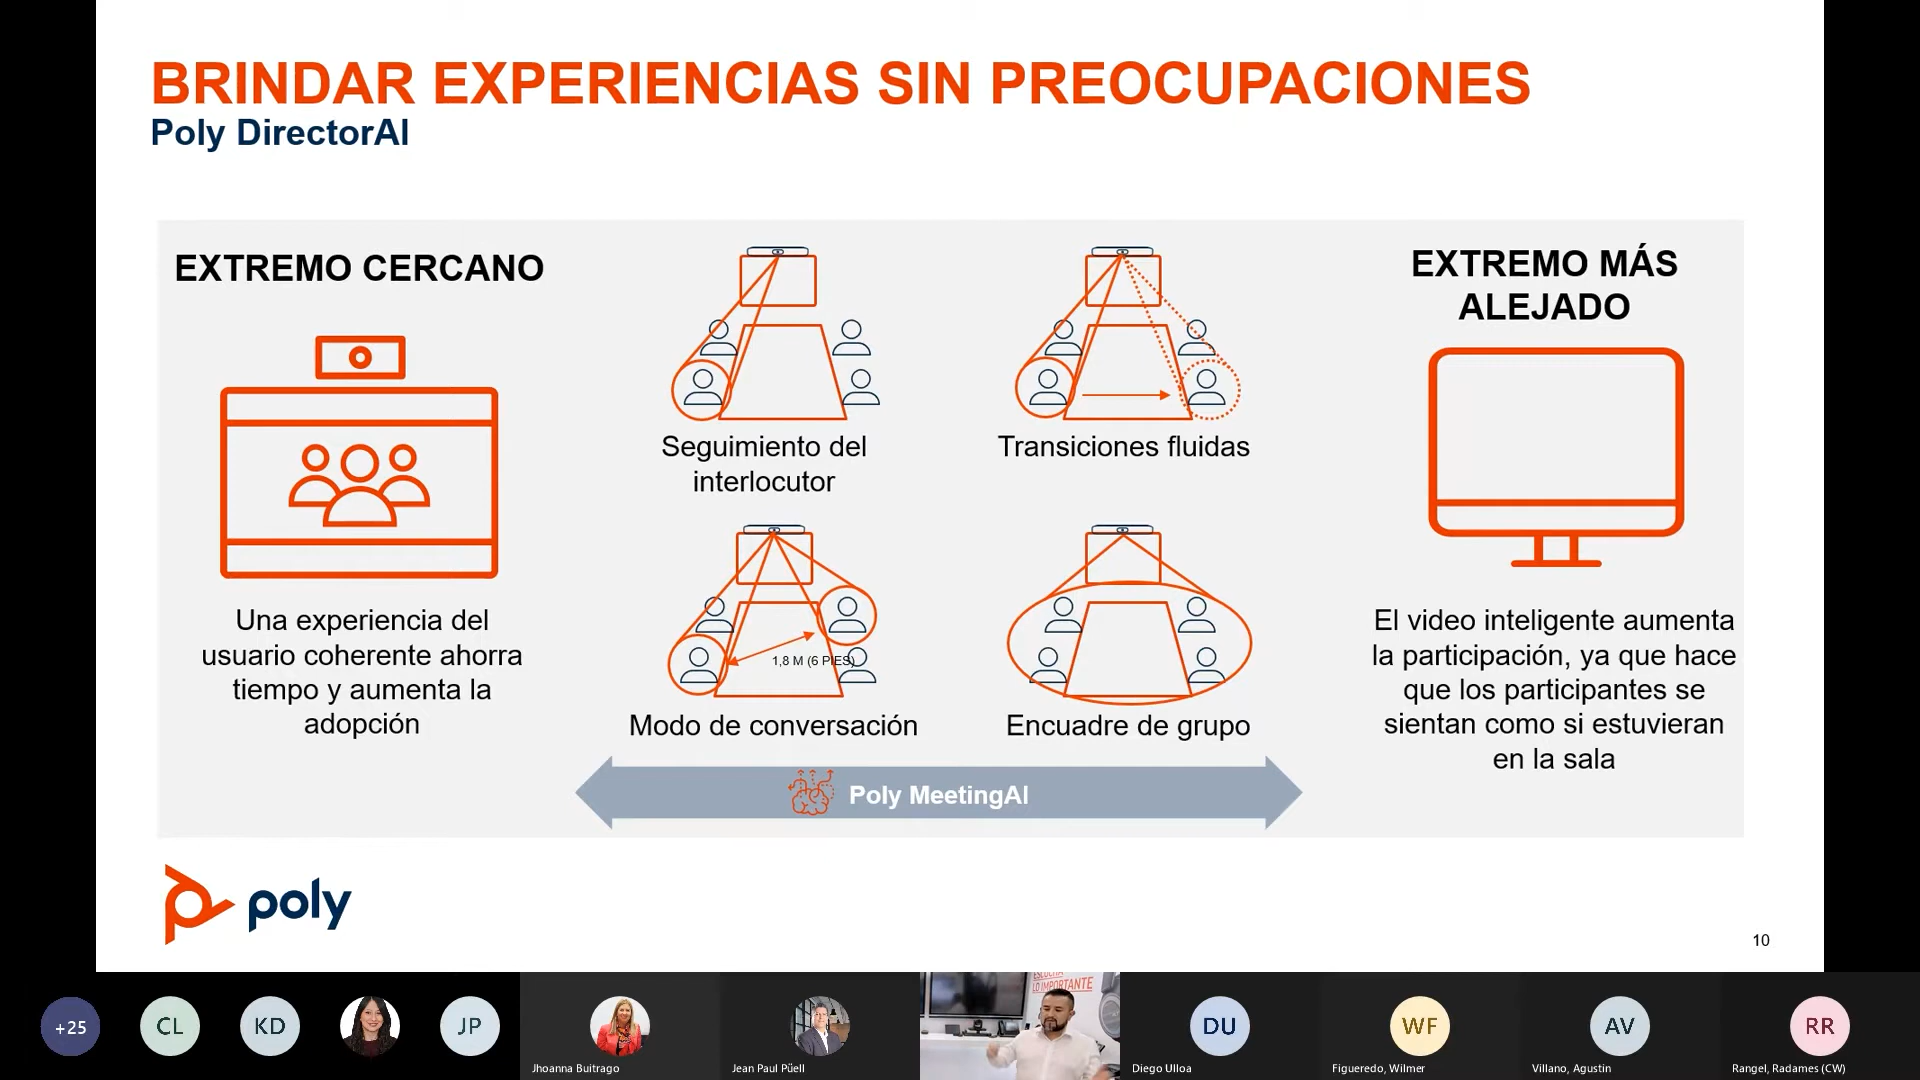 BRINDAR EXPERIENCIAS SIN PREOCUPACIONES
Poly DirectorAI
EXTREMO CERCANO
Una experiencia del
usuario coherente ahorra
tiempo y aumenta la
adopción
Seguimiento del
interlocutor
Transiciones fluidas
1,8 M (6 PIES)
Modo de conversación
Encuadre de grupo
Poly MeetingAI
EXTREMO MÁS
ALEJADO
El video inteligente aumenta
la participación, ya que hace
que los participantes se
sientan como si estuvieran
en la sala
poly
10
+25
CL
KD
JP
Jhoanna Buitrago
Jean Paul Püell
ESCUCHA
LO IMPORTANTE
DU
Diego Ulloa
WF
Figueredo, Wilmer
AV
Villano, Agustin
RR
Rangel, Radames (CW)